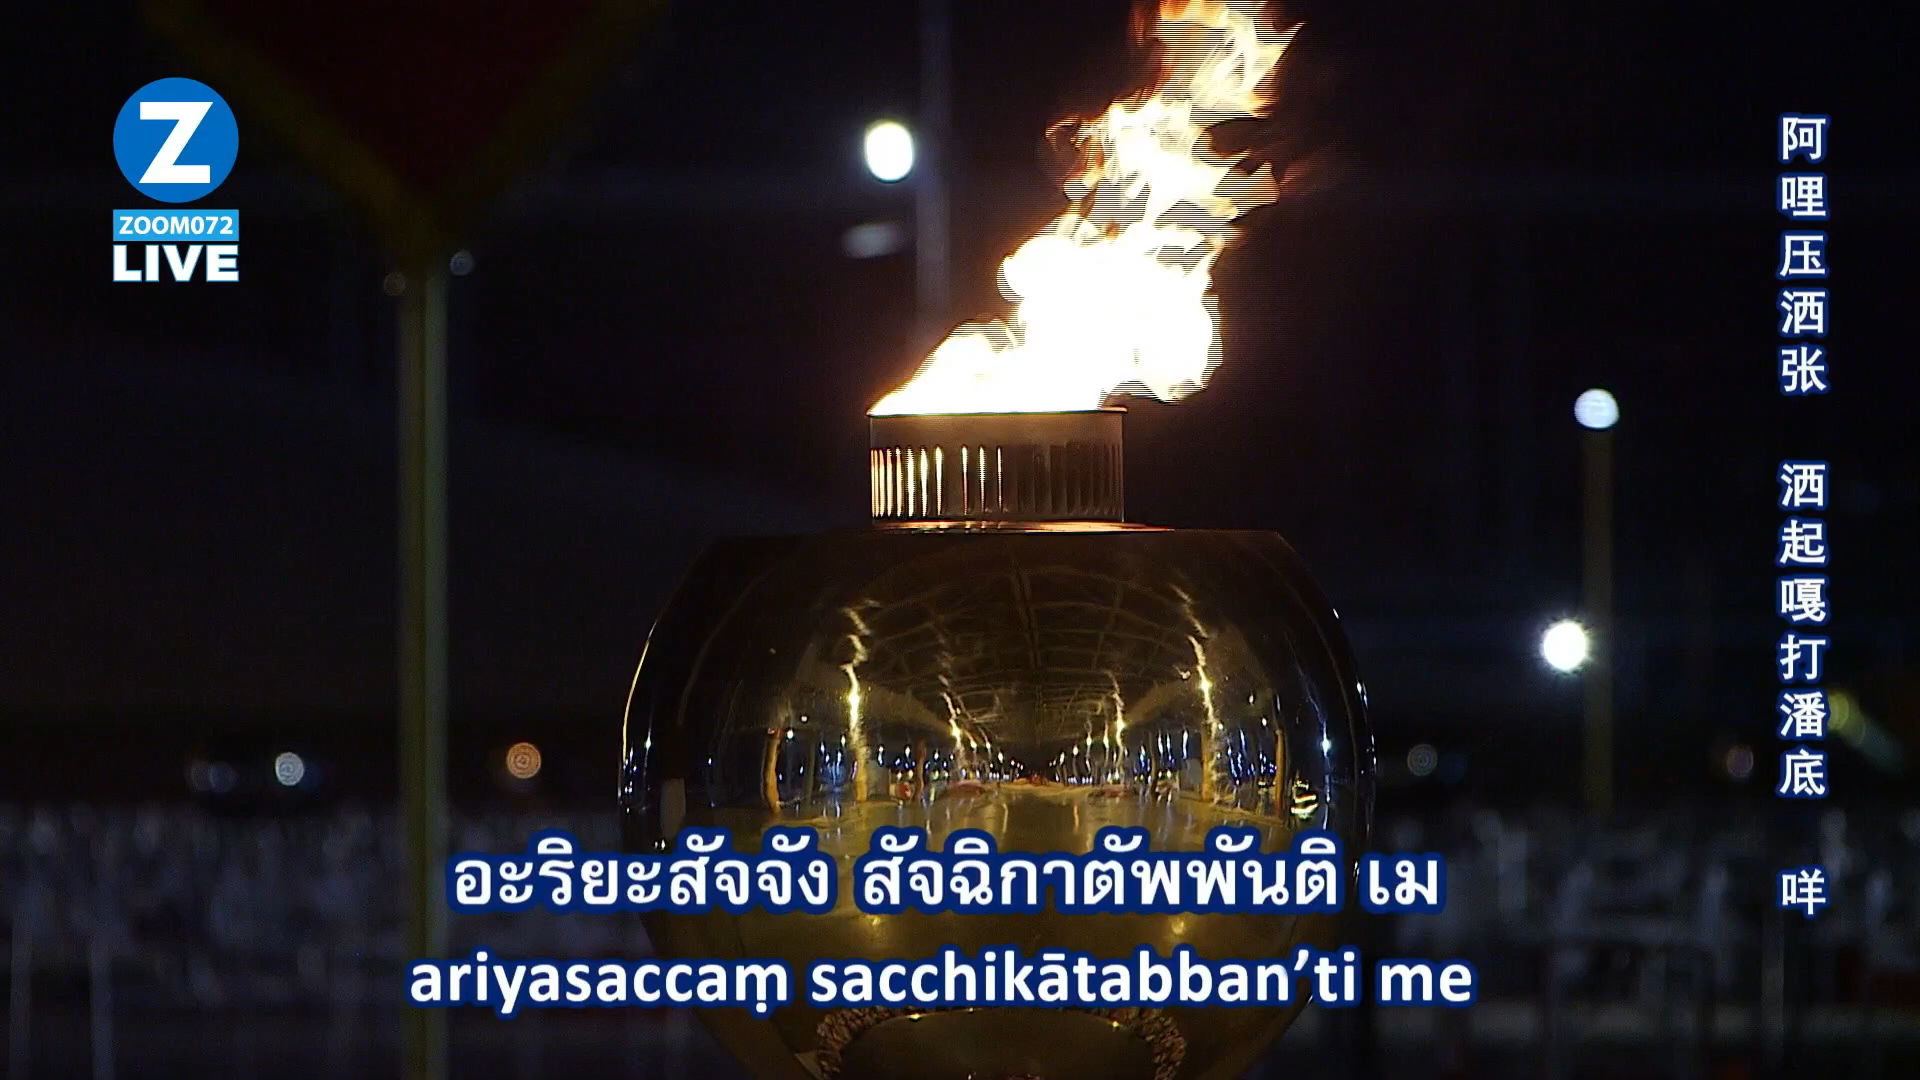 Z
ZOOM072
LIVE
阿哩压洒张 洒起嘎打潘底 咩
อะริยะสัจจัง สัจฉิกาตัพพันติ เม
ariyasaccaṃ sacchikātabban’ti me